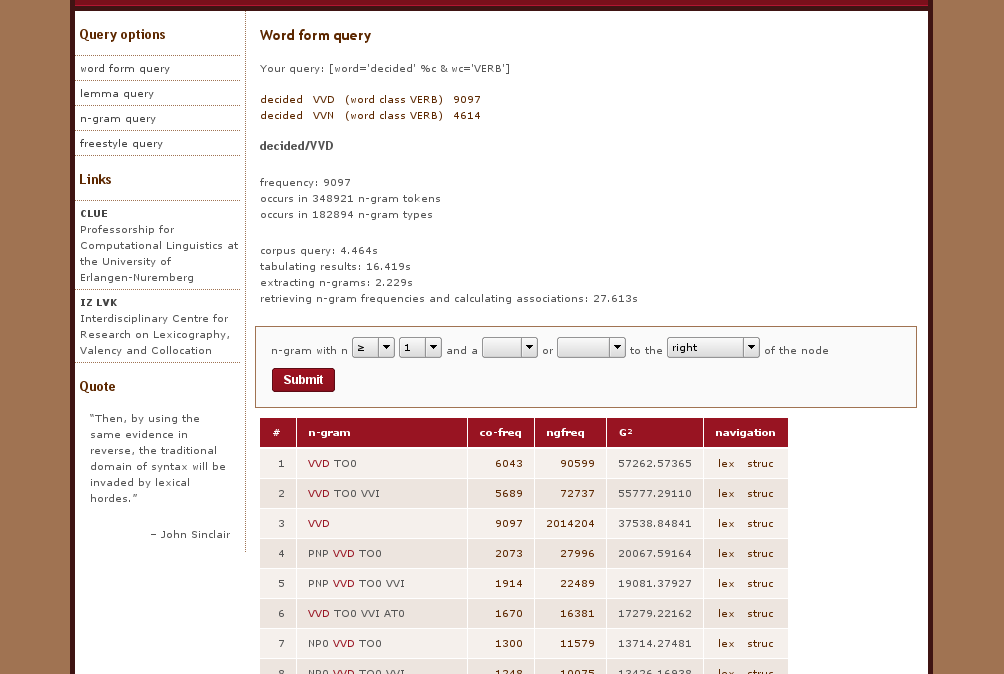 Query options
word form query
lemma query
n-gram query
freestyle query
Links
CLUE
Professorship for
Computational Linguistics at
the University of
Erlangen-Nuremberg
IZ LVK
Interdisciplinary Centre for
Research on Lexicography,
Valency and Collocation
Quote
“Then, by using the
same evidence in
reverse, the traditional
domain of syntax will be
invaded by lexical
hordes.”
– John Sinclair
Word form query
Your query: [word='decided' %c & wc='VERB']
decided VVD (word class VERB) 9097
decided VVN (word class VERB) 4614
decided/VVD
frequency: 9097
occurs in 348921 n-gram tokens
occurs in 182894 n-gram types
corpus query: 4.464s
tabulating results: 16.419s
extracting n-grams: 2.229s
retrieving n-gram frequencies and calculating associations: 27.613s
n-gram with n ≥ 1 and a or to the right of the node
Submit
# n-gram co-freq ngfreq G² navigation
1 VVD TO0 6043 90599 57262.57365 lex struc
2 VVD TO0 VVI 5689 72737 55777.29110 lex struc
3 VVD 9097 2014204 37538.84841 lex struc
4 PNP VVD TO0 2073 27996 20067.59164 lex struc
5 PNP VVD TO0 VVI 1914 22489 19081.37927 lex struc
6 VVD TO0 VVI AT0 1670 16381 17279.22162 lex struc
7 NP0 VVD TO0 1300 11579 13714.27481 lex struc
8 NP0 VVD TO0 VVI 1248 10075 13426.16938 lex struc